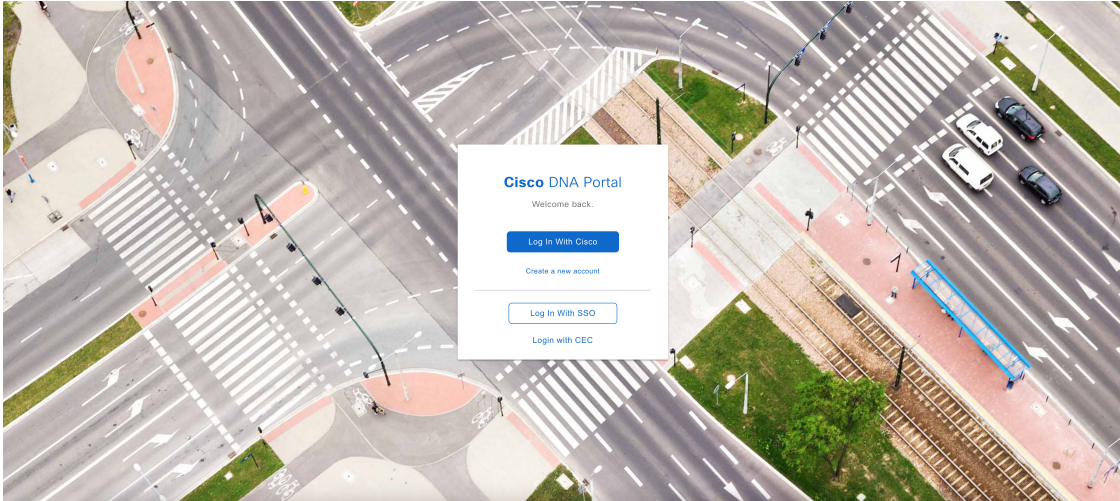 Cisco DNA Portal
Welcome back.
Log In With Cisco
Create a new account
Log In With SSO
Login with CEC